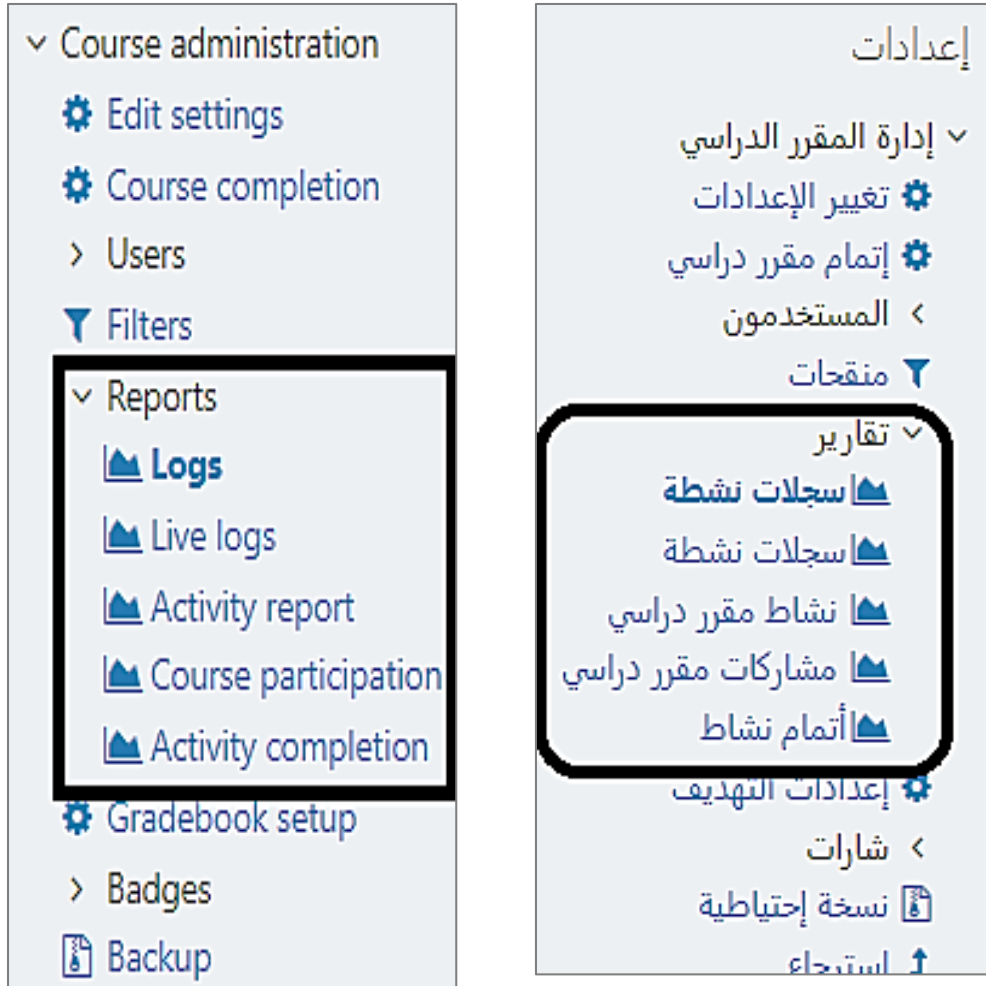 Course administration
Edit settings
Course completion
Users
Filters
Reports
Logs
Live logs
Activity report
Course participation
Activity completion
Gradebook setup
Badges
Backup
إعدادات
إدارة المقرر الدراسي
تغيير الإعدادات
إتمام مقرر دراسي
المستخدمون
منقحات
تقارير
سجلات نشطة
سجلات نشطة
نشاط مقرر دراسي
مشاركات مقرر دراسي
أتمام نشاط
إعدادات التهديف
شارات
نسخة إحتياطية
استرجاع